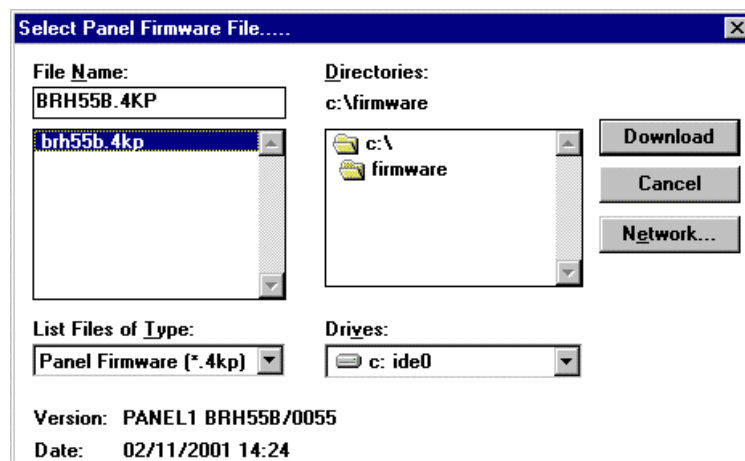 Select Panel Firmware File.....
File Name:
BRH55B.4KP
brh55b.4kp
Directories:
c:\firmware
c:\
firmware
Download
Cancel
Network...
List Files of Type:
Panel Firmware (*.4kp)
Drives:
c: ide0
Version: PANEL1 BRH55B/0055
Date: 02/11/2001 14:24